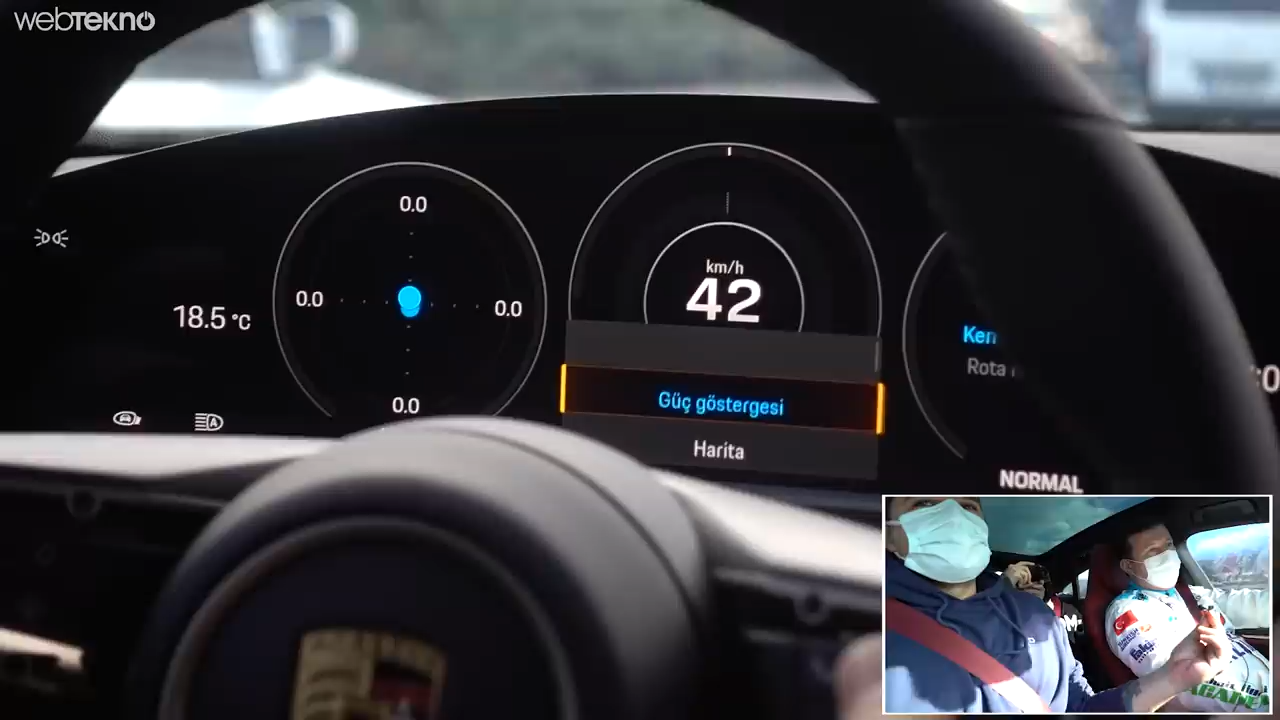 webTEKNO
0.0
0.0
0.0
0.0
18.5 °C
km/h
42
Güç göstergesi
Harita
Rota
NORMAL